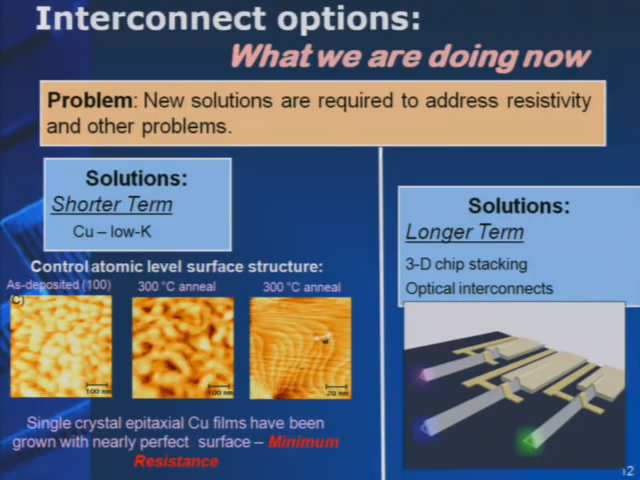 Interconnect options:
What we are doing now
Problem: New solutions are required to address resistivity
and other problems.
Solutions:
Shorter Term
Cu – low-K
Solutions:
Longer Term
3-D chip stacking
Optical interconnects
Control atomic level surface structure:
As-deposited (100)
300 °C anneal
300 °C anneal
100 nm
100 nm
20 nm
Single crystal epitaxial Cu films have been
grown with nearly perfect surface – Minimum
Resistance